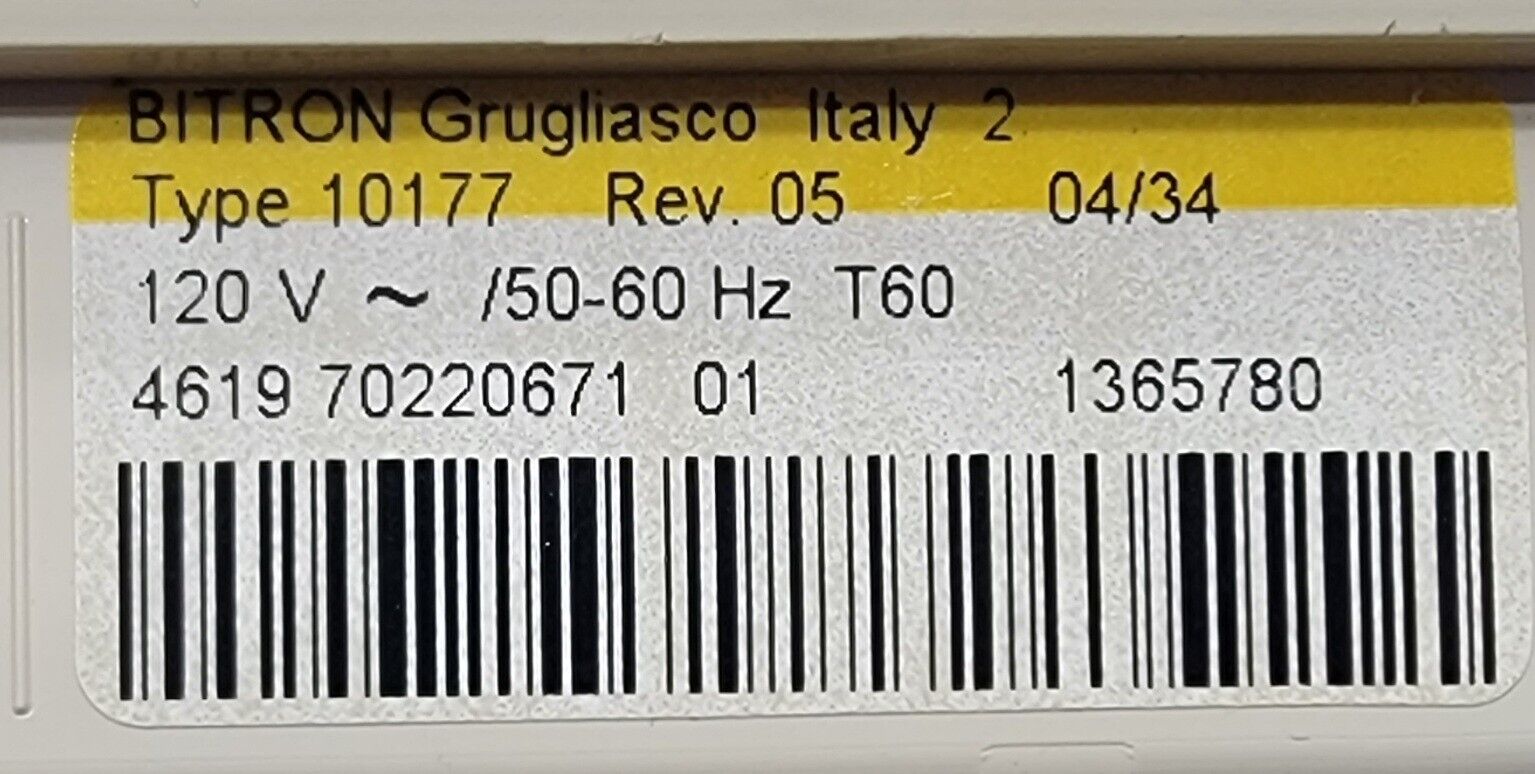 BITRON Grugliasco Italy 2
Type 10177 Rev. 05 04/34
120 V ~ /50-60 Hz T60
4619 70220671 01 1365780